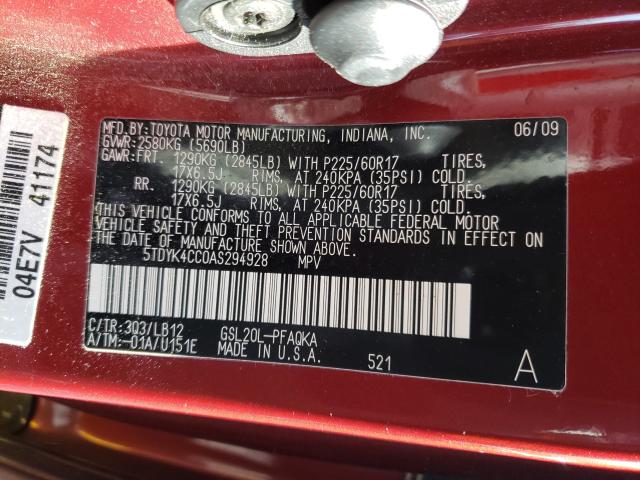 MFD.BY:TOYOTA MOTOR MANUFACTURING, INDIANA, INC. 06/09
GVWR:2580KG (5690LB)
GAWR:FRT. 1290KG (2845LB) WITH P225/60R17 TIRES,
17X6.5J RIMS, AT 240KPA (35PSI) COLD.
RR. 1290KG (2845LB) WITH P225/60R17 TIRES,
17X6.5J RIMS, AT 240KPA (35PSI) COLD.
THIS VEHICLE CONFORMS TO ALL APPLICABLE FEDERAL MOTOR
VEHICLE SAFETY AND THEFT PREVENTION STANDARDS IN EFFECT ON
THE DATE OF MANUFACTURE SHOWN ABOVE.
5TDYK4CC0AS294928 MPV
C/TR:3Q3/LB12 GSL20L-PFAQKA
A/TM:-01A/U151E MADE IN U.S.A. 521 A
04E7V 41174